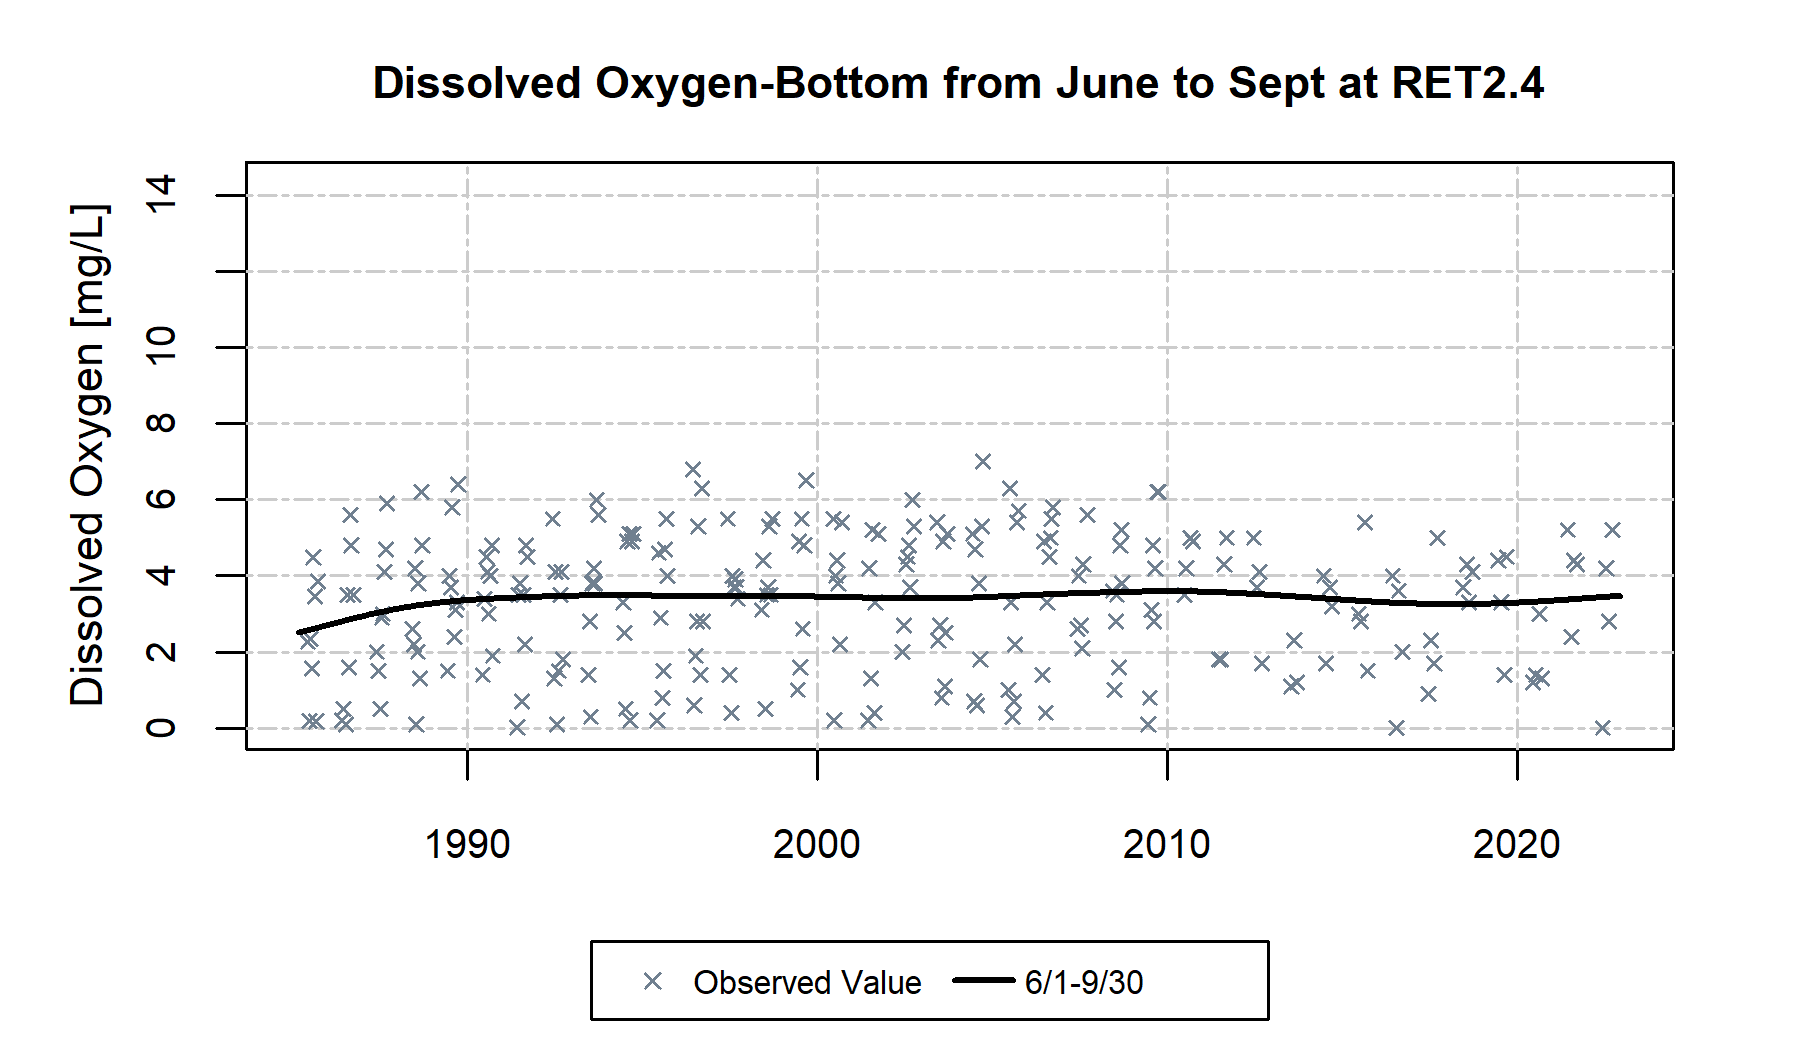 Dissolved Oxygen-Bottom from June to Sept at RET2.4
Dissolved Oxygen [mg/L]
14
10
8
6
4
2
0
1990 2000 2010 2020
Observed Value 6/1-9/30